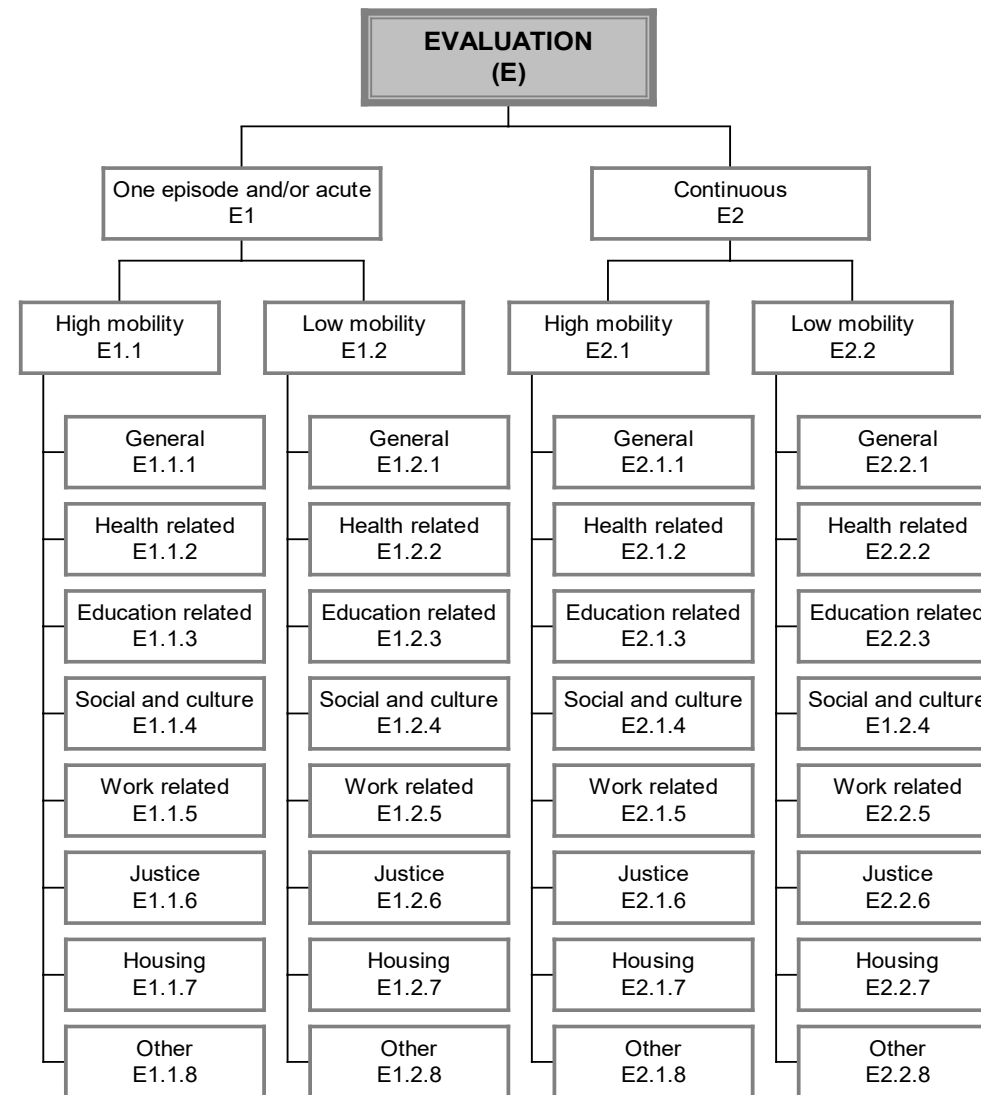 EVALUATION
(E)
One episode and/or acute
E1
Continuous
E2
High mobility
E1.1
Low mobility
E1.2
High mobility
E2.1
Low mobility
E2.2
General
E1.1.1
General
E1.2.1
General
E2.1.1
General
E2.2.1
Health related
E1.1.2
Health related
E1.2.2
Health related
E2.1.2
Health related
E2.2.2
Education related
E1.1.3
Education related
E1.2.3
Education related
E2.1.3
Education related
E2.2.3
Social and culture
E1.1.4
Social and culture
E1.2.4
Social and culture
E2.1.4
Social and culture
E1.2.4
Work related
E1.1.5
Work related
E1.2.5
Work related
E2.1.5
Work related
E2.2.5
Justice
E1.1.6
Justice
E1.2.6
Justice
E2.1.6
Justice
E2.2.6
Housing
E1.1.7
Housing
E1.2.7
Housing
E2.1.7
Housing
E2.2.7
Other
E1.1.8
Other
E1.2.8
Other
E2.1.8
Other
E2.2.8